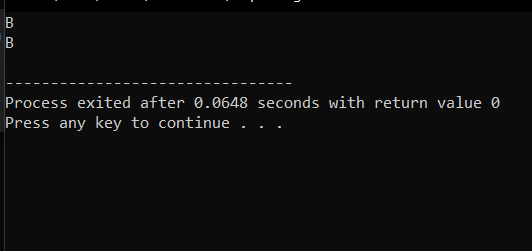 B
B
--------------------------------
Process exited after 0.0648 seconds with return value 0
Press any key to continue . . .